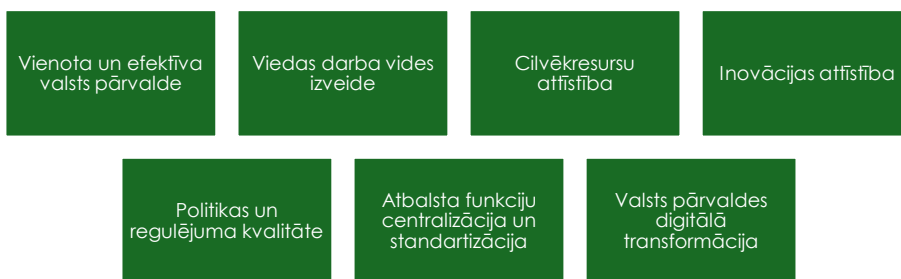 Vienota un efektīva
valsts pārvalde
Viedas darba vides
izveide
Cilvēkresursu
attīstība
Inovācijas attīstība
Politikas un
regulējuma kvalitāte
Atbalsta funkciju
centralizācija un
standartizācija
Valsts pārvaldes
digitālā
transformācija